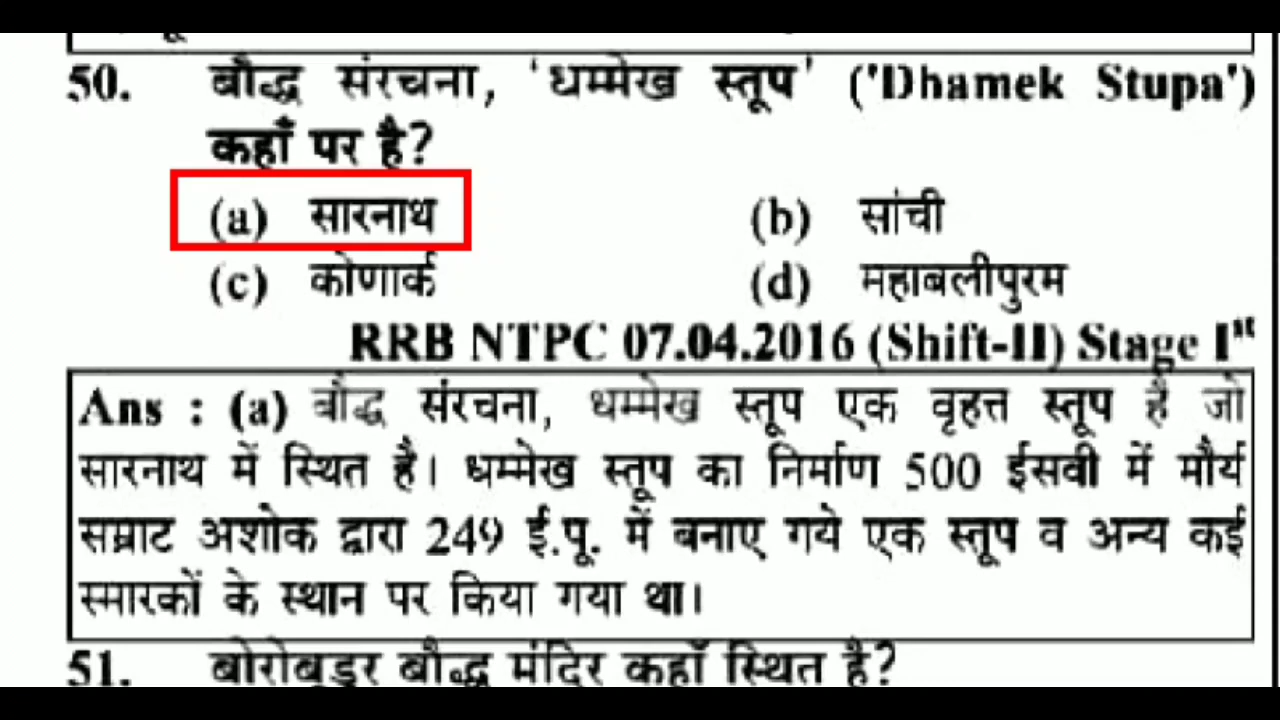 50. बौद्ध संरचना, 'धम्मेख स्तूप' ('Dhamek Stupa')
कहाँ पर है?
(a) सारनाथ (b) सांची
(c) कोणार्क (d) महाबलीपुरम
RRB NTPC 07.04.2016 (Shift-II) Stage Ist
Ans : (a) बौद्ध संरचना, धम्मेख स्तूप एक वृहत्त स्तूप है जो
सारनाथ में स्थित है। धम्मेख स्तूप का निर्माण 500 ईसवी में मौर्य
सम्राट अशोक द्वारा 249 ई.पू. में बनाए गये एक स्तूप व अन्य कई
स्मारकों के स्थान पर किया गया था।
51. बोरोबुडुर बौद्ध मंदिर कहाँ स्थित है?